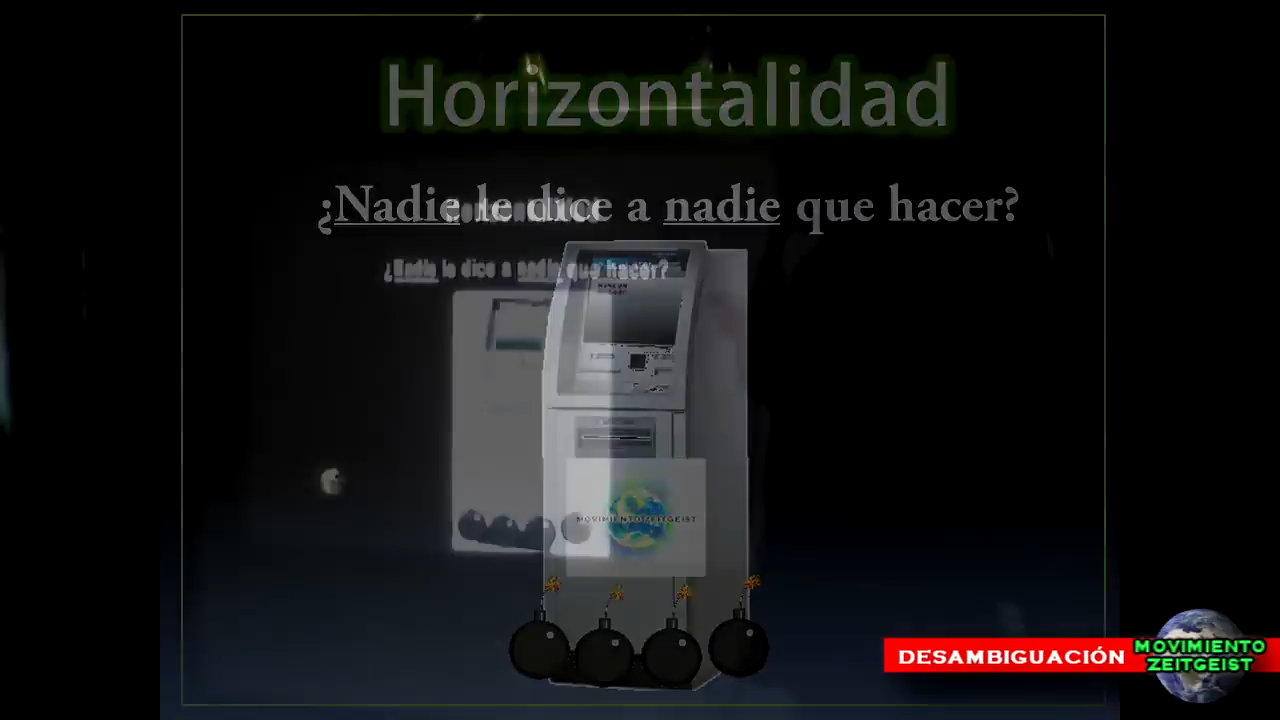 Horizontalidad
¿Nadie le dice a nadie que hacer?
¿Nadie le dice a nadie que hacer?
MOVIMIENTO ZEITGEIST
DESAMBIGUACIÓN
MOVIMIENTO
ZEITGEIST